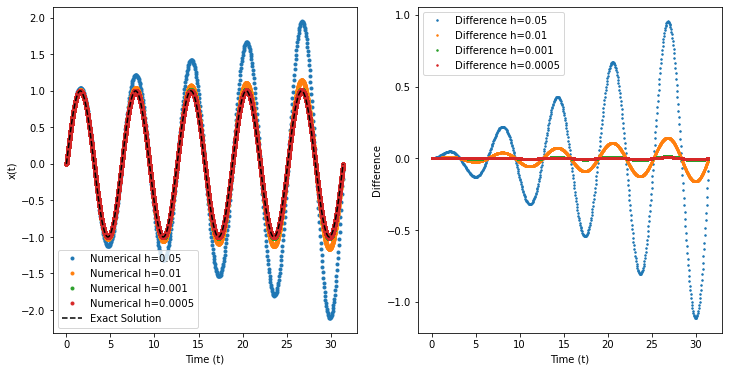 2.0
1.5
1.0
0.5
0.0
−0.5
−1.0
−1.5
−2.0
x(t)
0 5 10 15 20 25 30
Time (t)
Numerical h=0.05
Numerical h=0.01
Numerical h=0.001
Numerical h=0.0005
Exact Solution
1.0
0.5
0.0
−0.5
−1.0
Difference
0 5 10 15 20 25 30
Time (t)
Difference h=0.05
Difference h=0.01
Difference h=0.001
Difference h=0.0005